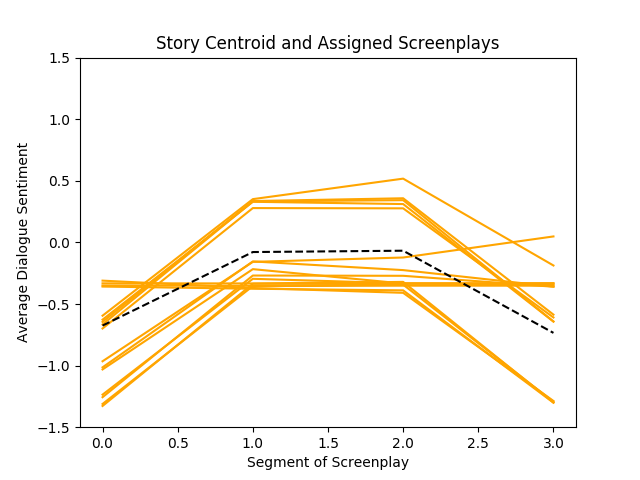 Story Centroid and Assigned Screenplays
1.5
1.0
0.5
0.0
−0.5
−1.0
−1.5
Average Dialogue Sentiment
0.0 0.5 1.0 1.5 2.0 2.5 3.0
Segment of Screenplay